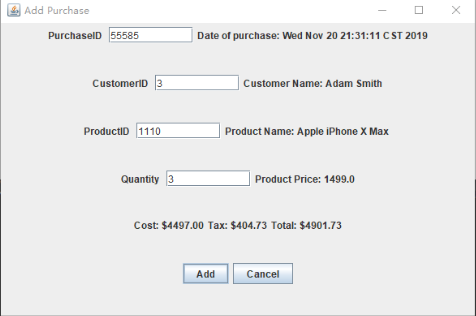 Add Purchase
PurchaseID 55585 Date of purchase: Wed Nov 20 21:31:11 CST 2019
CustomerID 3 Customer Name: Adam Smith
ProductID 1110 Product Name: Apple iPhone X Max
Quantity 3 Product Price: 1499.0
Cost: $4497.00 Tax: $404.73 Total: $4901.73
Add Cancel